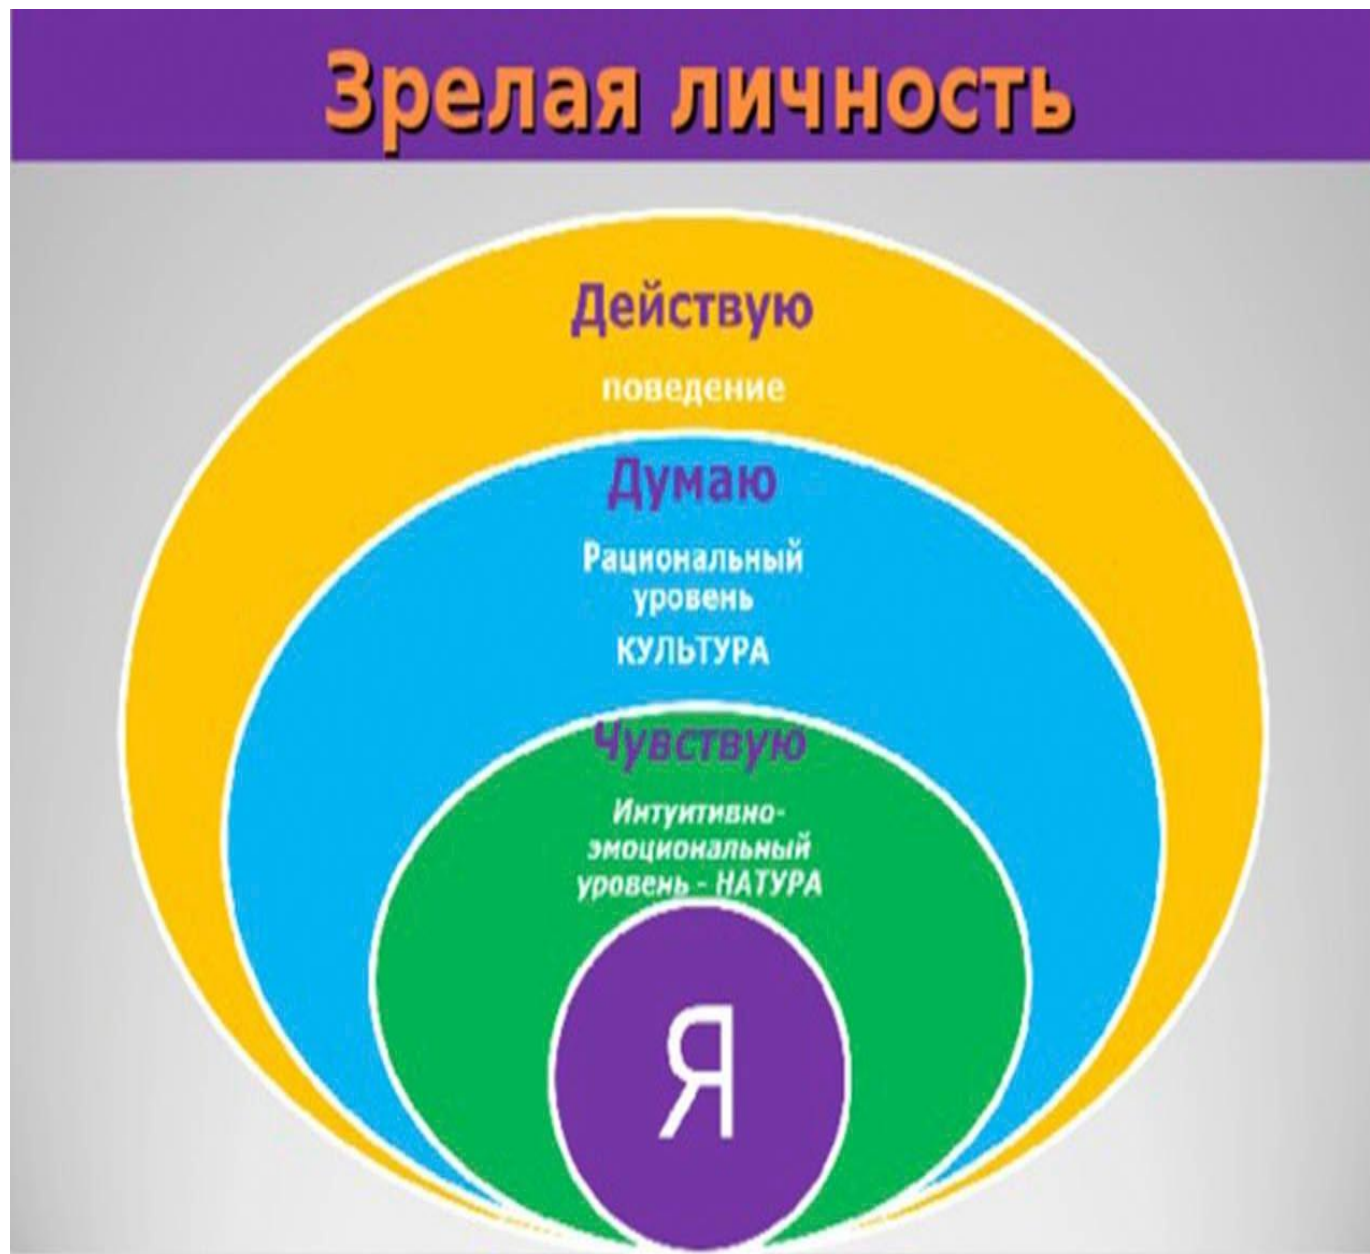 Зрелая личность
Действую
поведение
Думаю
Рациональный
уровень
КУЛЬТУРА
Чувствую
Интуитивно-
эмоциональный
уровень - НАТУРА
Я